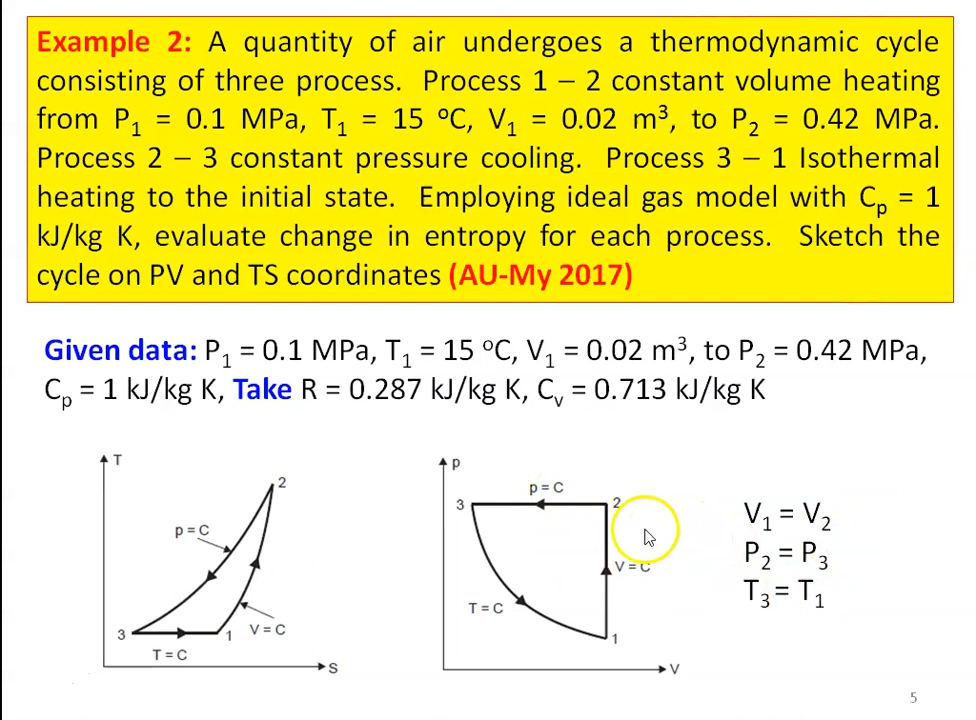 Example 2: A quantity of air undergoes a thermodynamic cycle
consisting of three process. Process 1 – 2 constant volume heating
from P₁ = 0.1 MPa, T₁ = 15 ᵒC, V₁ = 0.02 m³, to P₂ = 0.42 MPa.
Process 2 – 3 constant pressure cooling. Process 3 – 1 Isothermal
heating to the initial state. Employing ideal gas model with Cₚ = 1
kJ/kg K, evaluate change in entropy for each process. Sketch the
cycle on PV and TS coordinates (AU-My 2017)
Given data: P₁ = 0.1 MPa, T₁ = 15 ᵒC, V₁ = 0.02 m³, to P₂ = 0.42 MPa,
Cₚ = 1 kJ/kg K, Take R = 0.287 kJ/kg K, Cᵥ = 0.713 kJ/kg K
T
2
p = C
3
1
V = C
T = C
S
p
3
p = C
2
V = C
T = C
1
V
V₁ = V₂
P₂ = P₃
T₃ = T₁
5